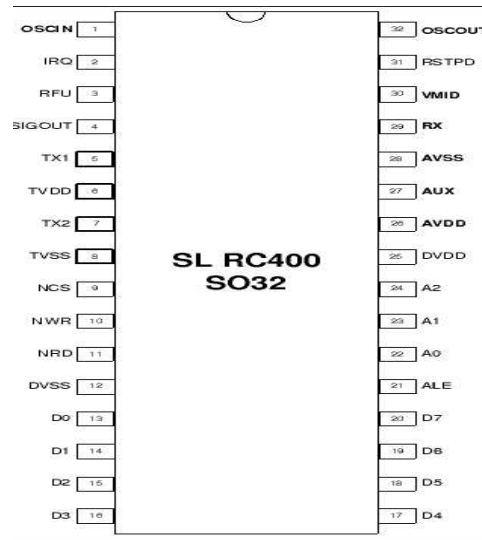 OSCIN 1 32 OSCOUT
IRQ 2 31 RSTPD
RFU 3 30 VMID
SIGOUT 4 29 RX
TX1 5 28 AVSS
TVDD 6 27 AUX
TX2 7 26 AVDD
TVSS 8 25 DVDD
SL RC400
SO32
NCS 9 24 A2
NWR 10 23 A1
NRD 11 22 A0
DVSS 12 21 ALE
D0 13 20 D7
D1 14 19 D6
D2 15 18 D5
D3 16 17 D4